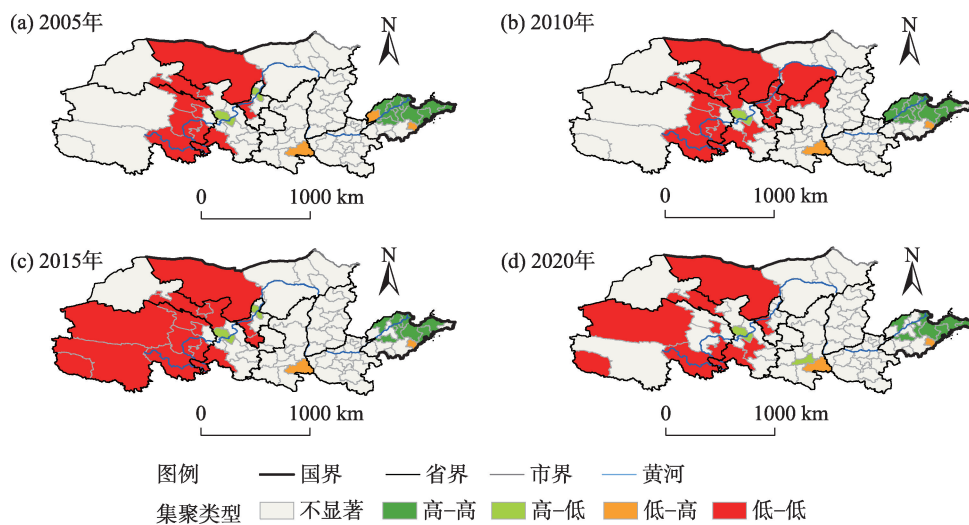 (a) 2005年
N
0 1000 km
(b) 2010年
N
0 1000 km
(c) 2015年
N
0 1000 km
(d) 2020年
N
0 1000 km
图例 国界 省界 市界 黄河
集聚类型 不显著 高-高 高-低 低-高 低-低